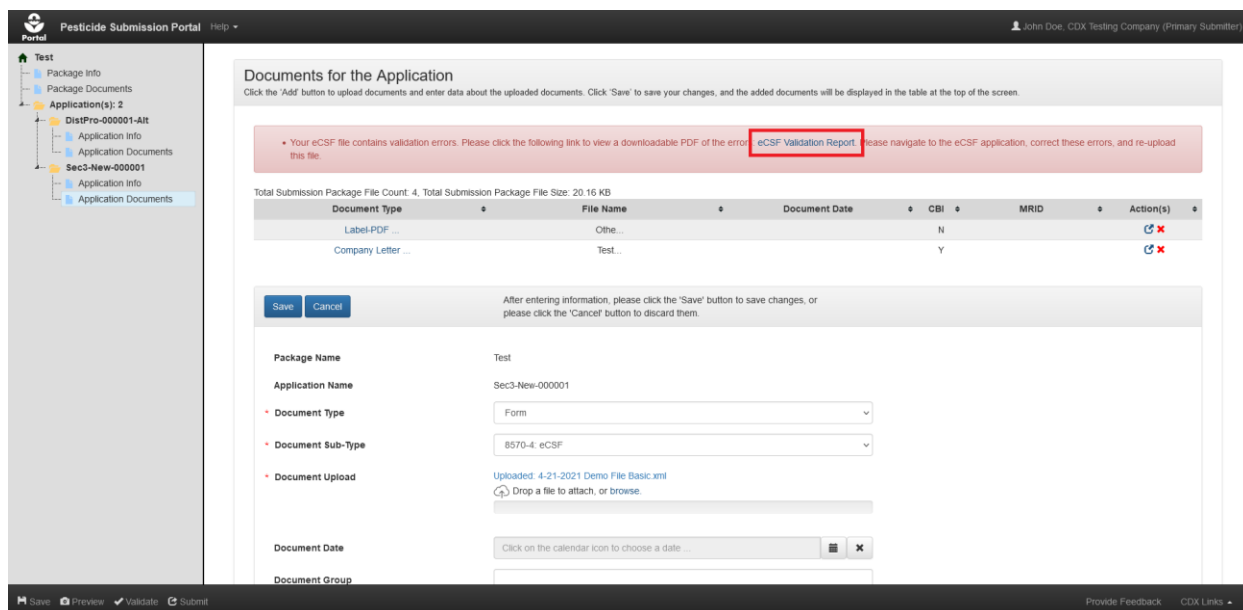 Portal
Pesticide Submission Portal Help
John Doe, CDX Testing Company (Primary Submitter)
Test
Package Info
Package Documents
Application(s): 2
DistPro-000001-Alt
Application Info
Application Documents
Sec3-New-000001
Application Info
Application Documents
Documents for the Application
Click the 'Add' button to upload documents and enter data about the uploaded documents. Click 'Save' to save your changes, and the added documents will be displayed in the table at the top of the screen.
• Your eCSF file contains validation errors. Please click the following link to view a downloadable PDF of the error eCSF Validation Report. Please navigate to the eCSF application, correct these errors, and re-upload
this file.
Total Submission Package File Count: 4, Total Submission Package File Size: 20.16 KB
Document Type File Name Document Date CBI MRID Action(s)
Label-PDF ... Othe... N
Company Letter ... Test... Y
Save Cancel
After entering information, please click the 'Save' button to save changes, or
please click the 'Cancel' button to discard them.
Package Name Test
Application Name Sec3-New-000001
* Document Type Form
* Document Sub-Type 8570-4: eCSF
* Document Upload Uploaded: 4-21-2021 Demo File Basic.xml
Drop a file to attach, or browse.
Document Date Click on the calendar icon to choose a date ...
Document Group
Save Preview Validate Submit
Provide Feedback CDX Links